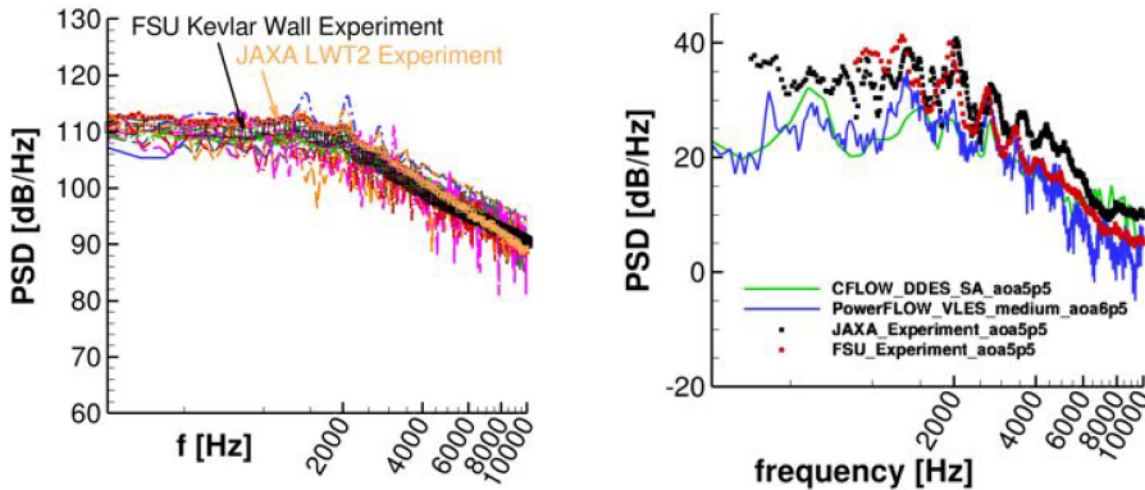 FSU Kevlar Wall Experiment
JAXA LWT2 Experiment
PSD [dB/Hz]
130
120
110
100
90
80
70
60
f [Hz]
2000
4000
6000
8000
10000
PSD [dB/Hz]
40
20
0
-20
CFLOW_DDES_SA_aoa5p5
PowerFLOW_VLES_medium_aoa6p5
JAXA_Experiment_aoa5p5
FSU_Experiment_aoa5p5
frequency [Hz]
2000
4000
6000
8000
10000